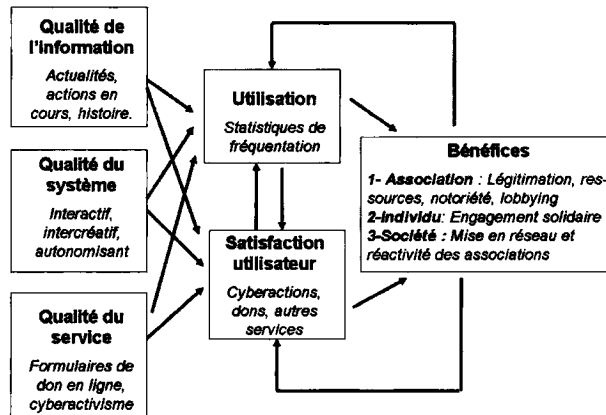 Qualité de
l'information
Actualités,
actions en
cours, histoire.
Qualité du
système
Interactif,
intercréatif,
autonomisant
Qualité du
service
Formulaires de
don en ligne,
cyberactivisme
Utilisation
Statistiques de
fréquentation
Satisfaction
utilisateur
Cyberactions,
dons, autres
services
Bénéfices
1- Association : Légitimation, res-
sources, notoriété, lobbying
2-Individu: Engagement solidaire
3-Société : Mise en réseau et
réactivité des associations